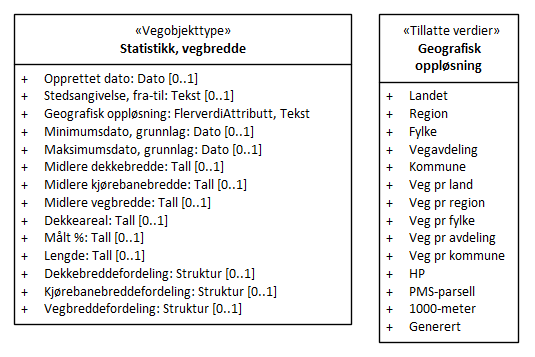 «Vegobjekttype»
Statistikk, vegbredde
+ Opprettet dato: Dato [0..1]
+ Stedsangivelse, fra-til: Tekst [0..1]
+ Geografisk oppløsning: FlerverdiAttributt, Tekst
+ Minimumsdato, grunnlag: Dato [0..1]
+ Maksimumsdato, grunnlag: Dato [0..1]
+ Midlere dekkebredde: Tall [0..1]
+ Midlere kjørebanebredde: Tall [0..1]
+ Midlere vegbredde: Tall [0..1]
+ Dekkeareal: Tall [0..1]
+ Målt %: Tall [0..1]
+ Lengde: Tall [0..1]
+ Dekkebreddefordeling: Struktur [0..1]
+ Kjørebanebreddefordeling: Struktur [0..1]
+ Vegbreddefordeling: Struktur [0..1]
«Tillatte verdier»
Geografisk
oppløsning
+ Landet
+ Region
+ Fylke
+ Vegavdeling
+ Kommune
+ Veg pr land
+ Veg pr region
+ Veg pr fylke
+ Veg pr avdeling
+ Veg pr kommune
+ HP
+ PMS-parsell
+ 1000-meter
+ Generert